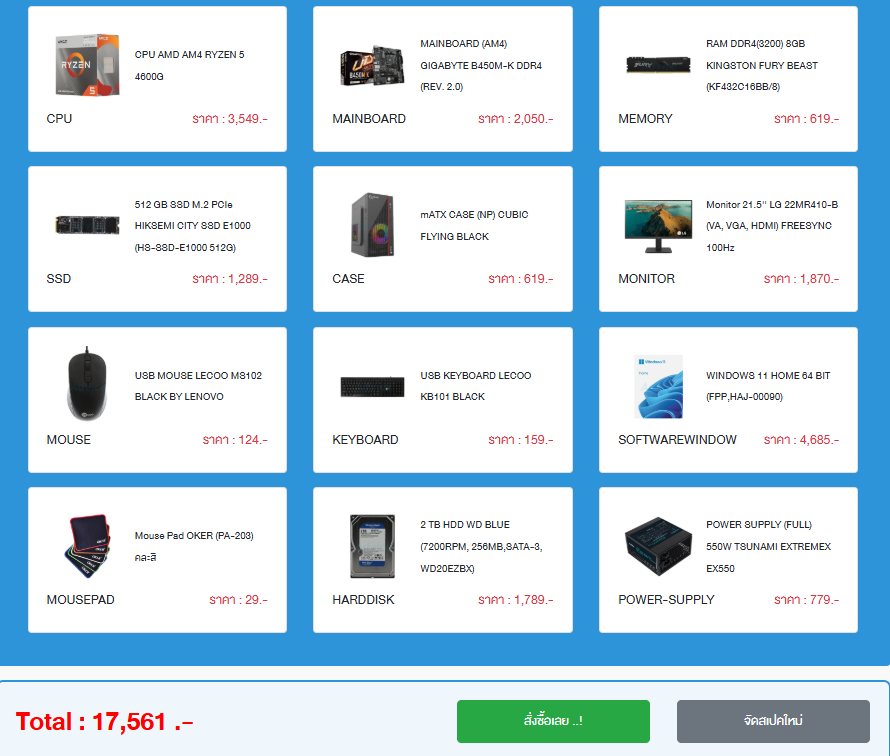 CPU AMD AM4 RYZEN 5
4600G
CPU
ราคา : 3,549.-
MAINBOARD (AM4)
GIGABYTE B450M-K DDR4
(REV. 2.0)
MAINBOARD
ราคา : 2,050.-
RAM DDR4(3200) 8GB
KINGSTON FURY BEAST
(KF432C16BB/8)
MEMORY
ราคา : 619.-
512 GB SSD M.2 PCIe
HIKSEMI CITY SSD E1000
(HS-SSD-E1000 512G)
SSD
ราคา : 1,289.-
mATX CASE (NP) CUBIC
FLYING BLACK
CASE
ราคา : 619.-
Monitor 21.5'' LG 22MR410-B
(VA, VGA, HDMI) FREESYNC
100Hz
MONITOR
ราคา : 1,870.-
USB MOUSE LECOO MS102
BLACK BY LENOVO
MOUSE
ราคา : 124.-
USB KEYBOARD LECOO
KB101 BLACK
KEYBOARD
ราคา : 159.-
WINDOWS 11 HOME 64 BIT
(FPP,HAJ-00090)
SOFTWAREWINDOW
ราคา : 4,685.-
Mouse Pad OKER (PA-203)
คละสี
MOUSEPAD
ราคา : 29.-
2 TB HDD WD BLUE
(7200RPM, 256MB,SATA-3,
WD20EZBX)
HARDDISK
ราคา : 1,789.-
POWER SUPPLY (FULL)
550W TSUNAMI EXTREMEX
EX550
POWER-SUPPLY
ราคา : 779.-
Total : 17,561 .-
สั่งซื้อเลย ..!
จัดสเปคใหม่